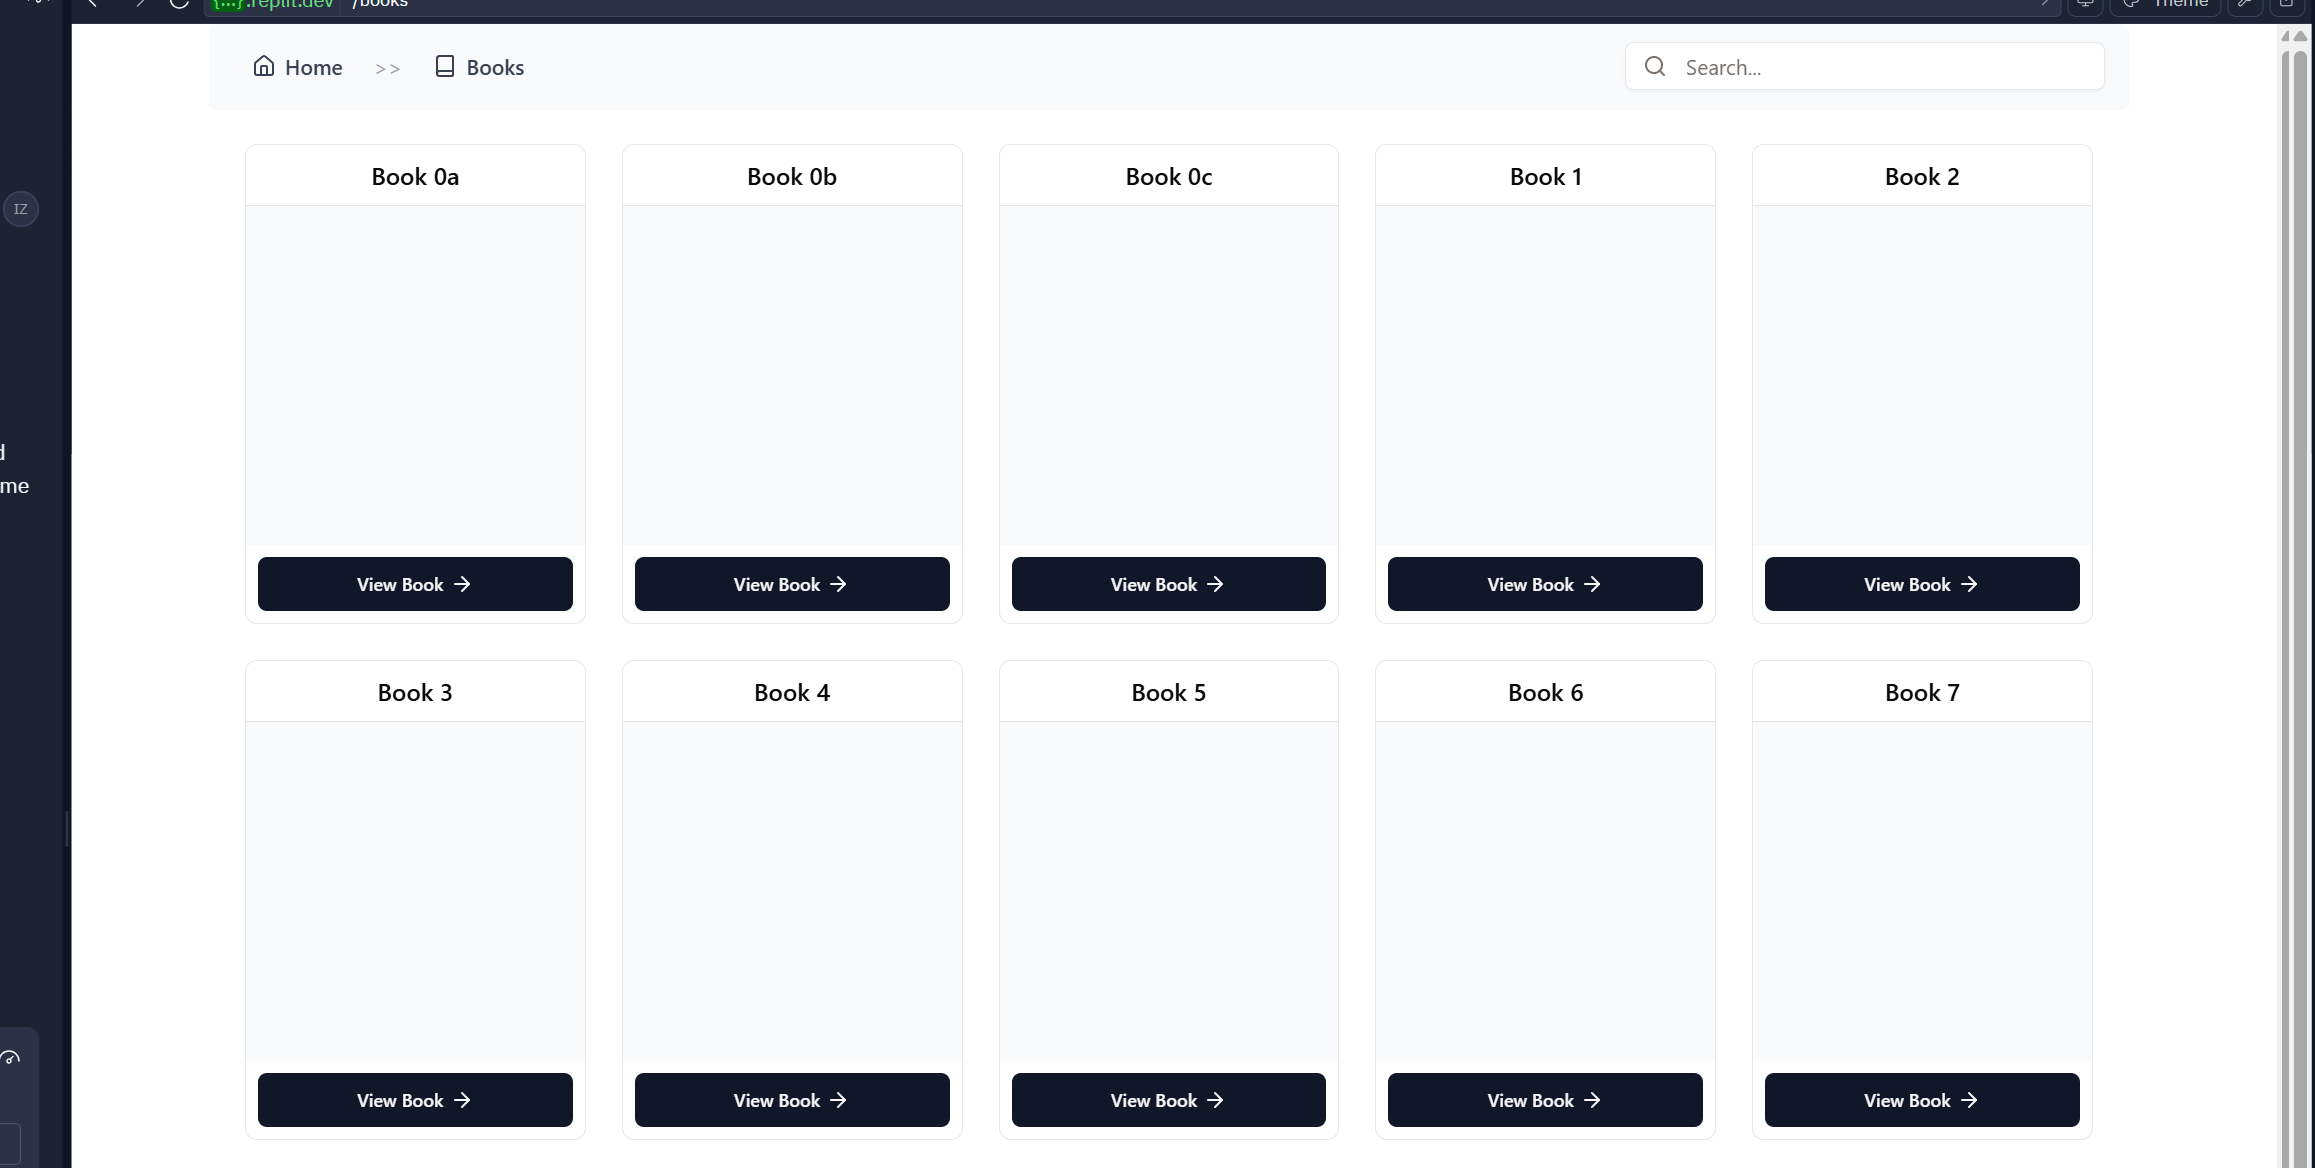 {...}.replit.dev /books
Theme
Home >> Books
Search...
IZ
Book 0a
Book 0b
Book 0c
Book 1
Book 2
d
me
View Book
View Book
View Book
View Book
View Book
Book 3
Book 4
Book 5
Book 6
Book 7
View Book
View Book
View Book
View Book
View Book